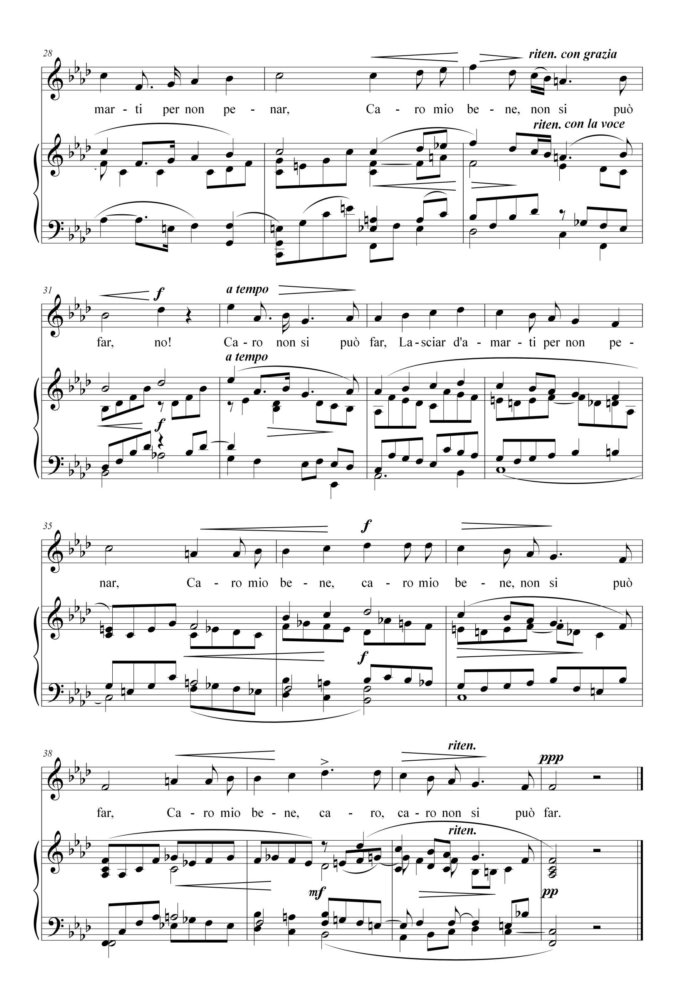 28
riten. con grazia
mar - ti per non pe - nar, Ca - ro mio be - ne, non si può
riten. con la voce
31
f
a tempo
far, no! Ca - ro non si può far, La - sciar d'a - mar - ti per non pe -
a tempo
f
35
f
nar, Ca - ro mio be - ne, ca - ro mio be - ne, non si può
f
38
riten.
ppp
far, Ca - ro mio be - ne, ca - ro, ca - ro non si può far.
riten.
mf
pp